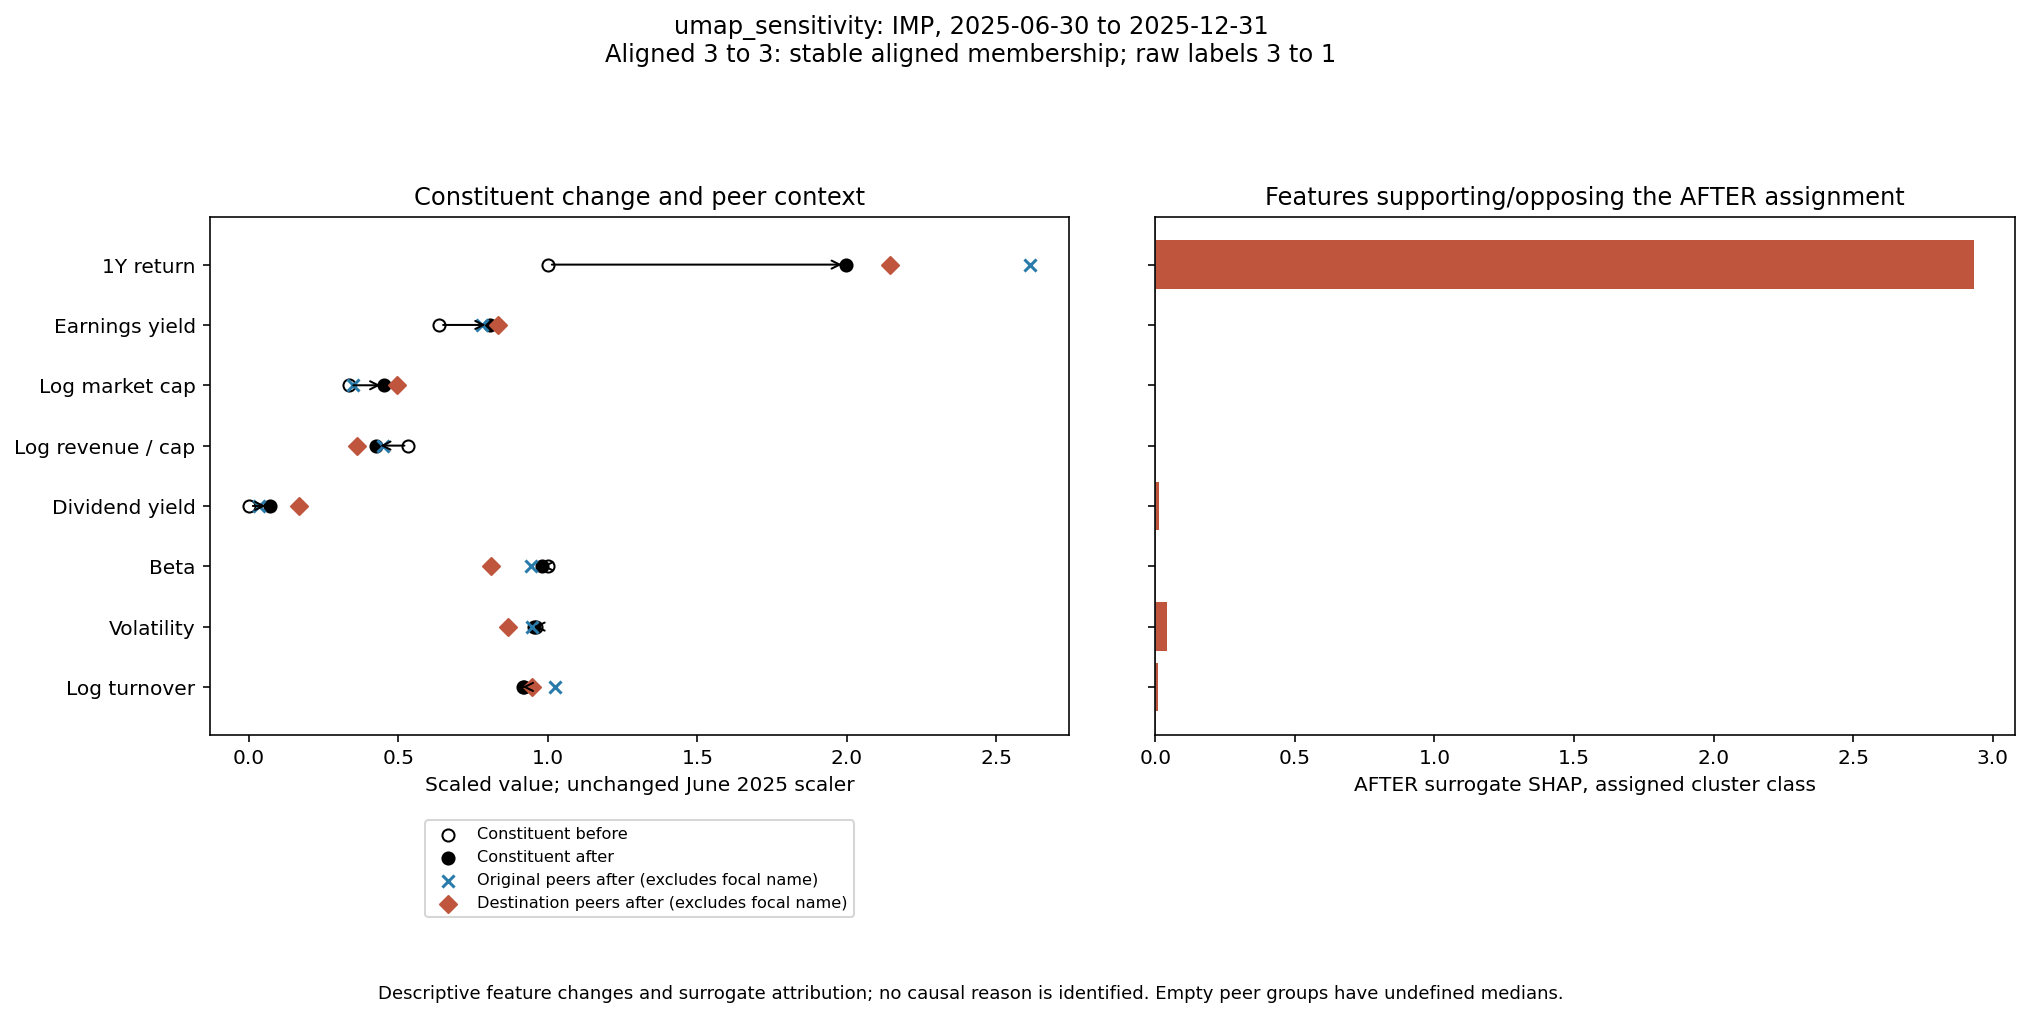 umap_sensitivity: IMP, 2025-06-30 to 2025-12-31
Aligned 3 to 3: stable aligned membership; raw labels 3 to 1
Constituent change and peer context
1Y return
Earnings yield
Log market cap
Log revenue / cap
Dividend yield
Beta
Volatility
Log turnover
0.0 0.5 1.0 1.5 2.0 2.5
Scaled value; unchanged June 2025 scaler
Constituent before
Constituent after
Original peers after (excludes focal name)
Destination peers after (excludes focal name)
Features supporting/opposing the AFTER assignment
0.0 0.5 1.0 1.5 2.0 2.5 3.0
AFTER surrogate SHAP, assigned cluster class
Descriptive feature changes and surrogate attribution; no causal reason is identified. Empty peer groups have undefined medians.